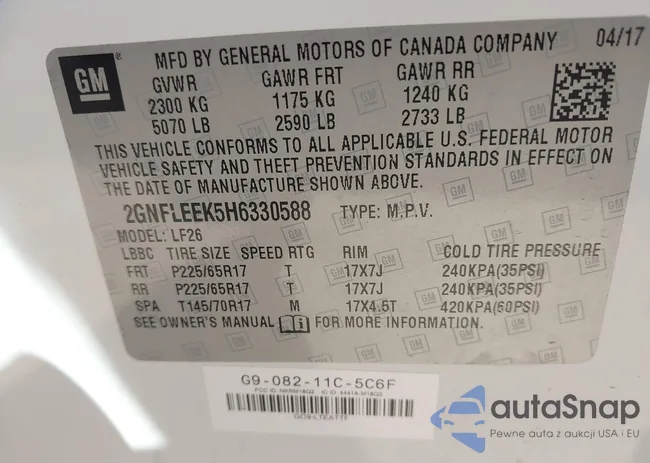 GM
MFD BY GENERAL MOTORS OF CANADA COMPANY 04/17
GVWR GAWR FRT GAWR RR
2300 KG 1175 KG 1240 KG
5070 LB 2590 LB 2733 LB
THIS VEHICLE CONFORMS TO ALL APPLICABLE U.S. FEDERAL MOTOR
VEHICLE SAFETY AND THEFT PREVENTION STANDARDS IN EFFECT ON
THE DATE OF MANUFACTURE SHOWN ABOVE.
2GNFLEEK5H6330588 TYPE: M.P.V.
MODEL: LF26
LBBC TIRE SIZE SPEED RTG RIM COLD TIRE PRESSURE
FRT P225/65R17 T 17X7J 240KPA(35PSI)
RR P225/65R17 T 17X7J 240KPA(35PSI)
SPA T145/70R17 M 17X4.5T 420KPA(60PSI)
SEE OWNER'S MANUAL FOR MORE INFORMATION.
G9-082-11C-5C6F
autaSnap
Pewne auta z aukcji USA i EU